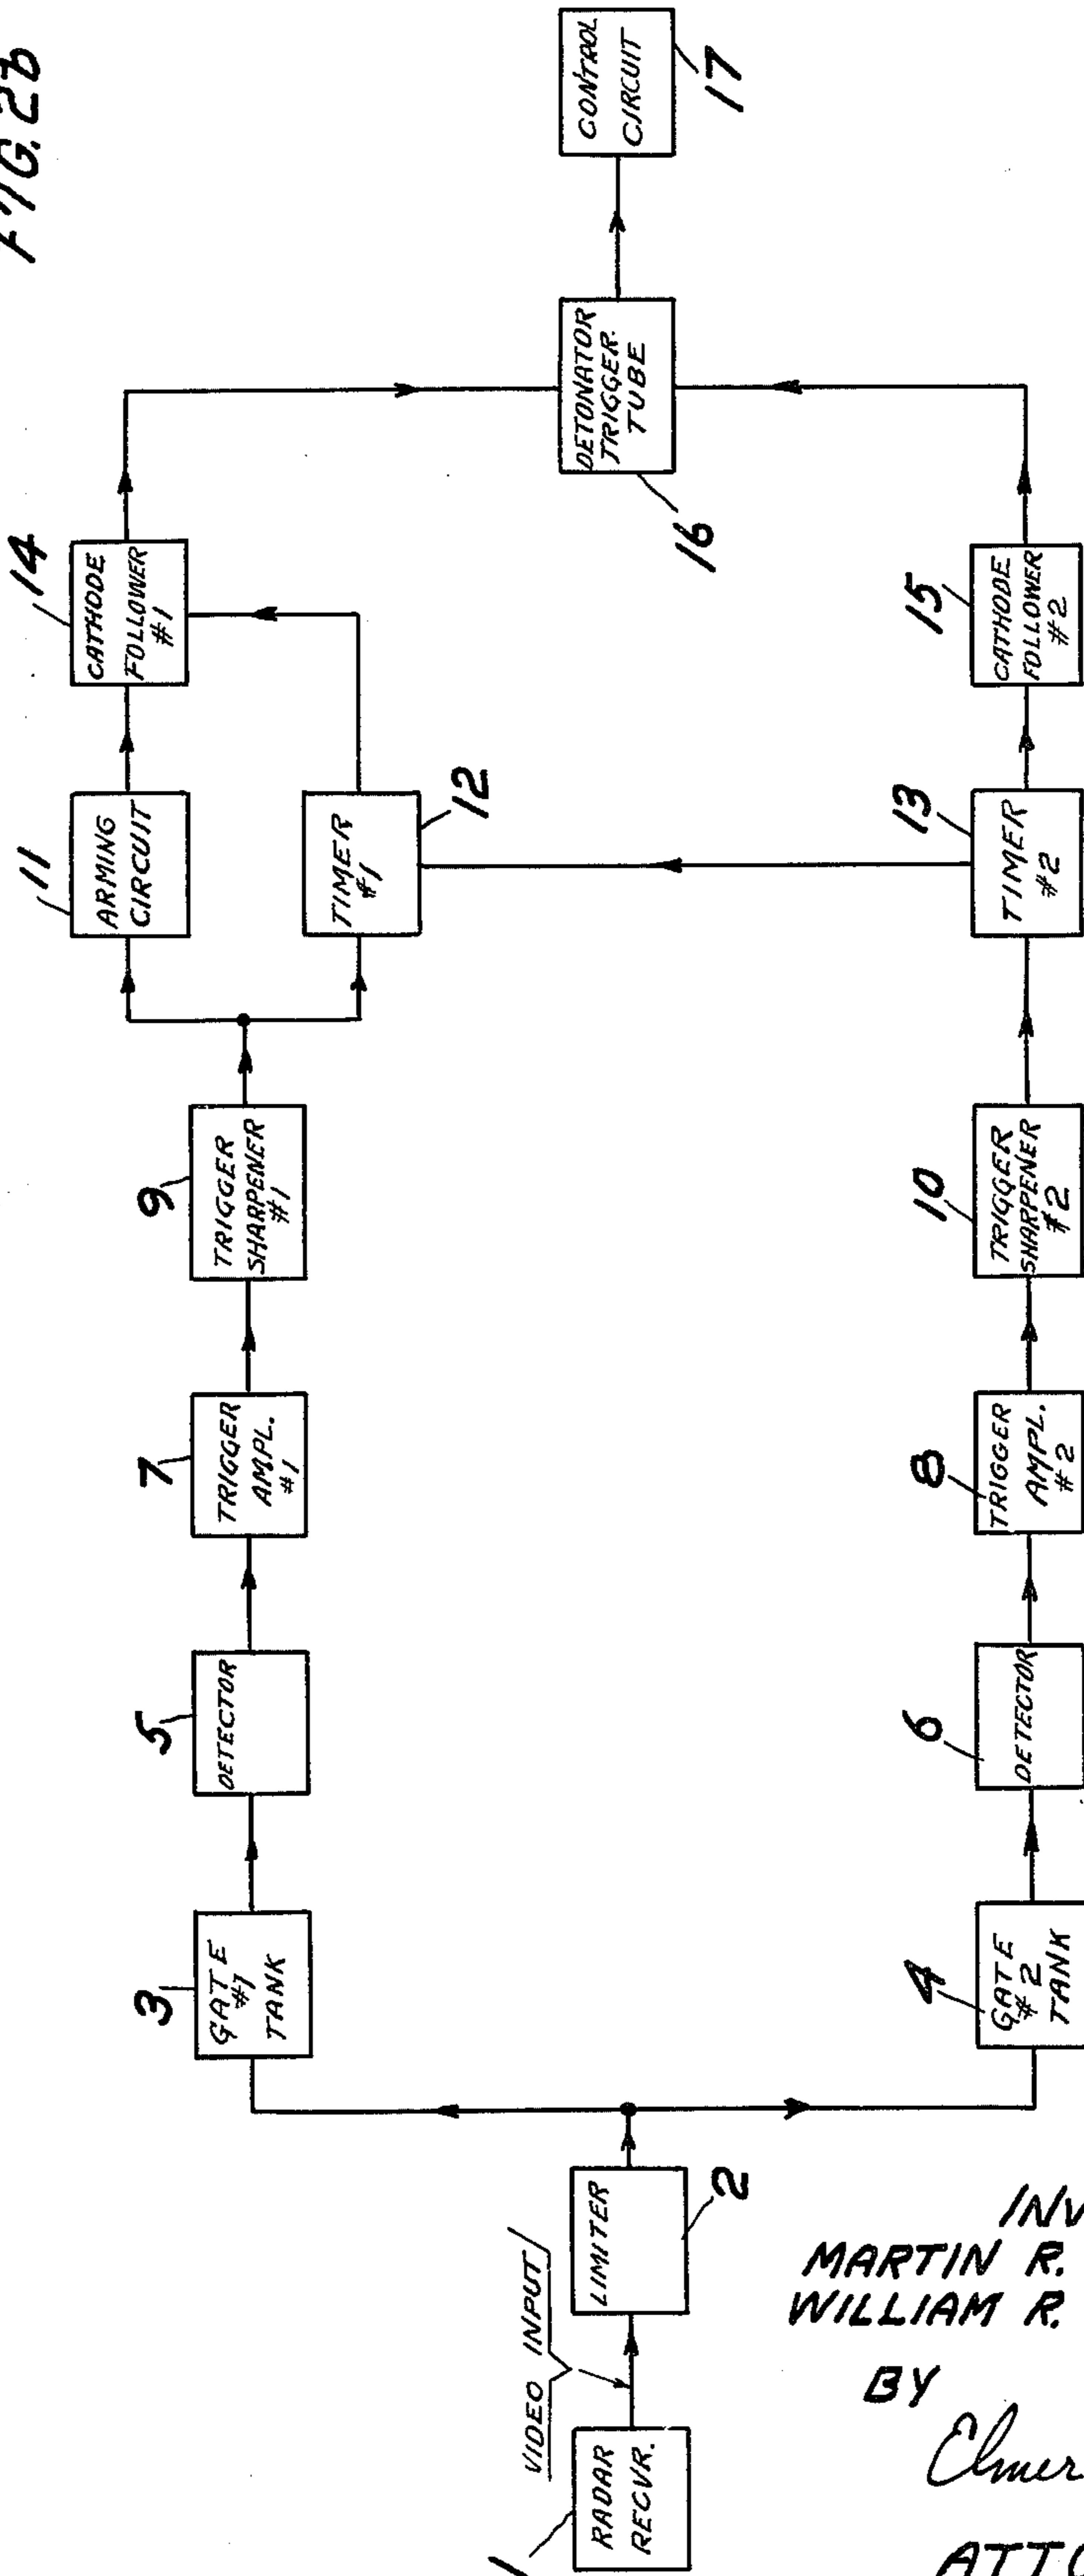 FIG. 2b
1
RADAR
RECVR.
VIDEO INPUT
LIMITER
2
3
GATE
#1
TANK
5
DETECTOR
7
TRIGGER
AMPL.
#1
9
TRIGGER
SHARPENER
#1
11
ARMING
CIRCUIT
TIMER
#1
12
14
CATHODE
FOLLOWER
#1
4
GATE
#2
TANK
6
DETECTOR
8
TRIGGER
AMPL.
#2
10
TRIGGER
SHARPENER
#2
13
TIMER
#2
15
CATHODE
FOLLOWER
#2
DETONATOR
TRIGGER.
TUBE
16
CONTROL
CIRCUIT
17
INV
MARTIN R.
WILLIAM R.
BY
Elmer
ATTO